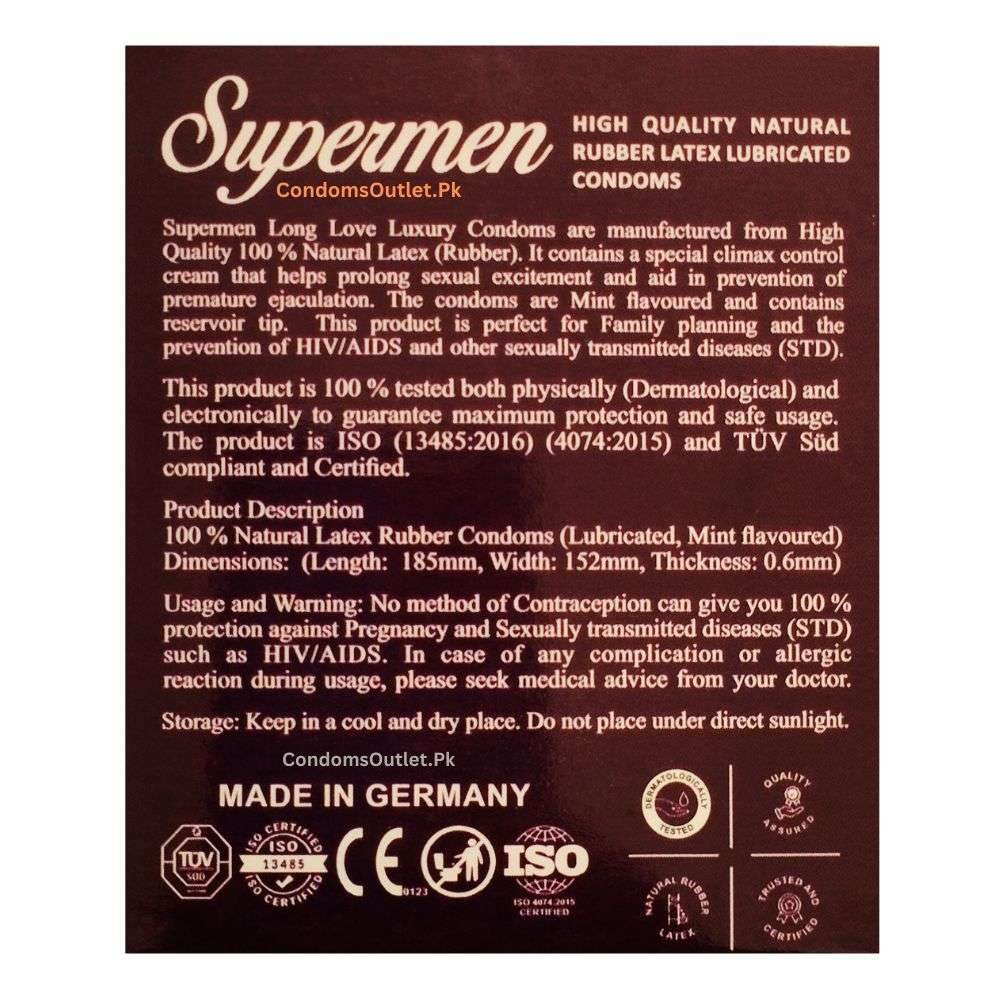 Supermen
HIGH QUALITY NATURAL
RUBBER LATEX LUBRICATED
CONDOMS
CondomsOutlet.Pk
Supermen Long Love Luxury Condoms are manufactured from High
Quality 100 % Natural Latex (Rubber). It contains a special climax control
cream that helps prolong sexual excitement and aid in prevention of
premature ejaculation. The condoms are Mint flavoured and contains
reservoir tip. This product is perfect for Family planning and the
prevention of HIV/AIDS and other sexually transmitted diseases (STD).
This product is 100 % tested both physically (Dermatological) and
electronically to guarantee maximum protection and safe usage.
The product is ISO (13485:2016) (4074:2015) and TÜV Süd
compliant and Certified.
Product Description
100 % Natural Latex Rubber Condoms (Lubricated, Mint flavoured)
Dimensions: (Length: 185mm, Width: 152mm, Thickness: 0.6mm)
Usage and Warning: No method of Contraception can give you 100 %
protection against Pregnancy and Sexually transmitted diseases (STD)
such as HIV/AIDS. In case of any complication or allergic
reaction during usage, please seek medical advice from your doctor.
Storage: Keep in a cool and dry place. Do not place under direct sunlight.
CondomsOutlet.Pk
MADE IN GERMANY
TÜV
SÜD
ISO CERTIFIED
ISO
13485
ISO CERTIFIED
CE
0123
ISO
ISO 4074:2015
CERTIFIED
DERMATOLOGICALLY
TESTED
QUALITY
ASSURED
NATURAL RUBBER
LATEX
TRUSTED AND
CERTIFIED